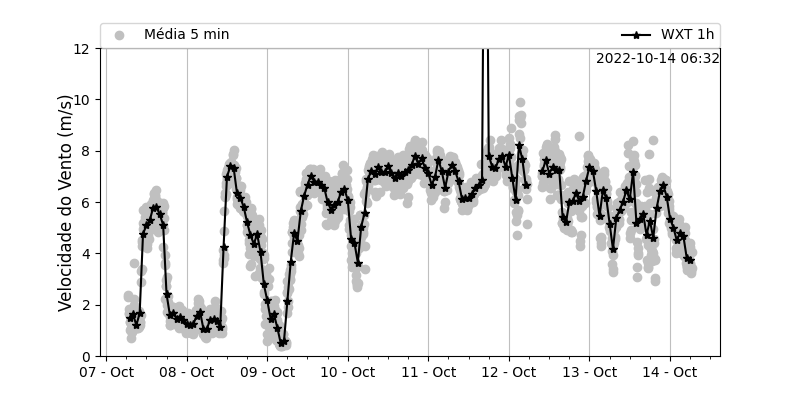 Média 5 min
WXT 1h
2022-10-14 06:32
Velocidade do Vento (m/s)
12
10
8
6
4
2
0
07 - Oct
08 - Oct
09 - Oct
10 - Oct
11 - Oct
12 - Oct
13 - Oct
14 - Oct